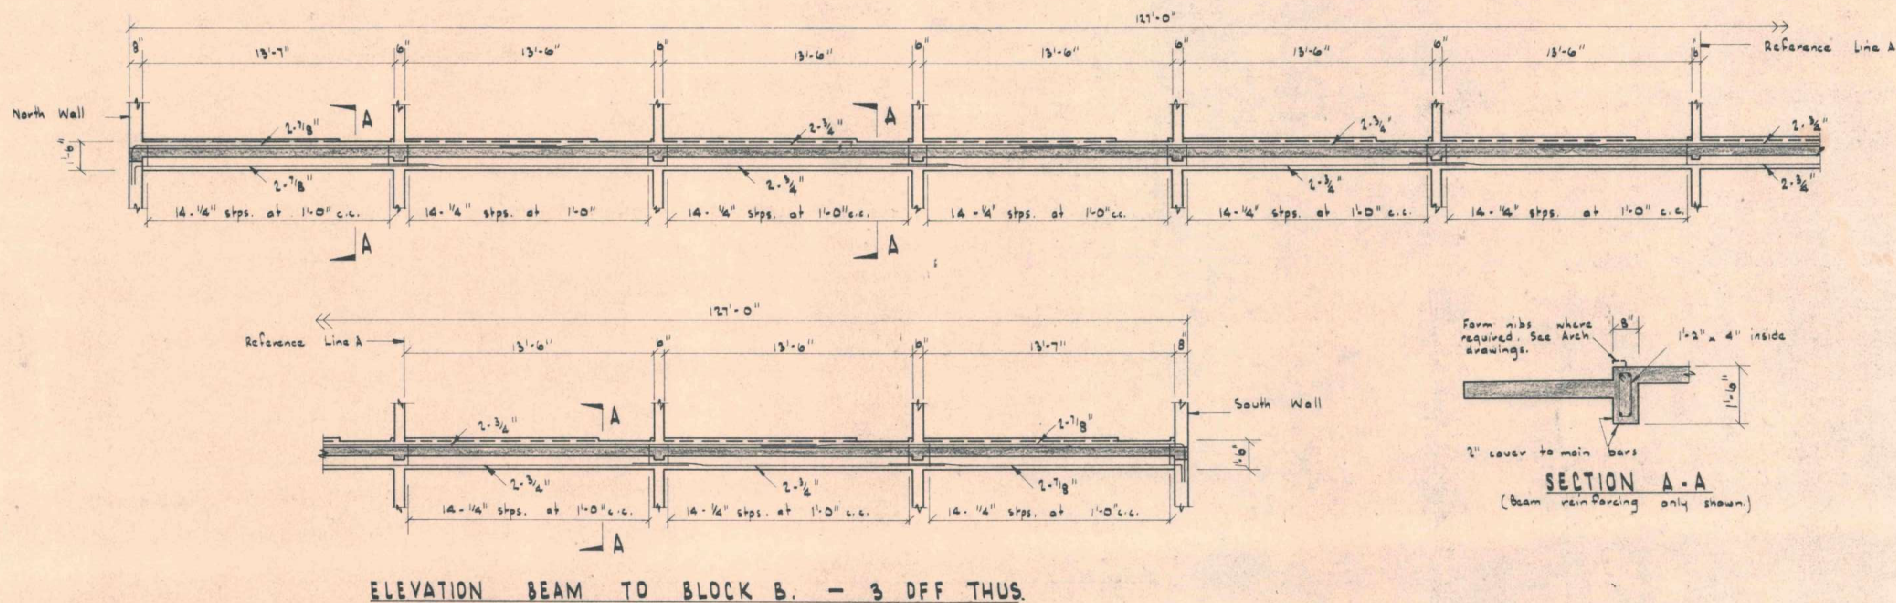 127'-0"
8" 13'-7" 6" 13'-6" 6" 13'-6" 6" 13'-6" 6" 13'-6" 6" 13'-6" 6"
Reference Line A
North Wall
A A
1'-6"
2-7/8" 2-3/4" 2-3/4" 2-3/4"
2-7/8" 2-3/4" 2-3/4" 2-3/4"
14-1/4" stps. at 1'-0" c.c. 14-1/4" stps. at 1'-0" 14-1/4" stps. at 1'-0" c.c. 14-1/4" stps. at 1'-0" c.c. 14-1/4" stps. at 1'-0" c.c. 14-1/4" stps. at 1'-0" c.c.
A A
127'-0"
Reference Line A
13'-6" 6" 13'-6" 6" 13'-7" 8"
A
South Wall
2-3/4" 2-7/8"
1'-6"
2-3/4" 2-3/4" 2-7/8"
14-1/4" stps. at 1'-0" c.c. 14-1/4" stps. at 1'-0" c.c. 14-1/4" stps. at 1'-0" c.c.
A
Form nibs where
required. See Arch
drawings.
8"
1'-2" x 4" inside
1'-6"
2" cover to main bars
SECTION A-A
(Beam reinforcing only shown.)
ELEVATION BEAM TO BLOCK B. - 3 OFF THUS.